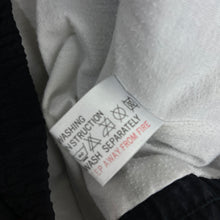 WASHING
INSTRUCTION
WASH SEPARATELY
KEEP AWAY FROM FIRE